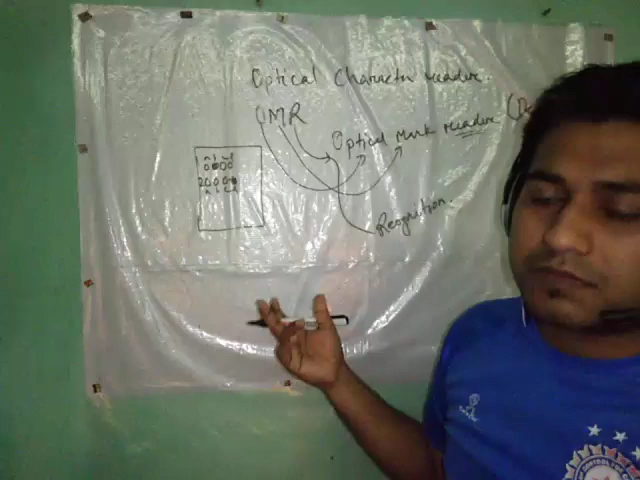 Optical Character reader.
OMR
Optical Mark reader
Recognition.